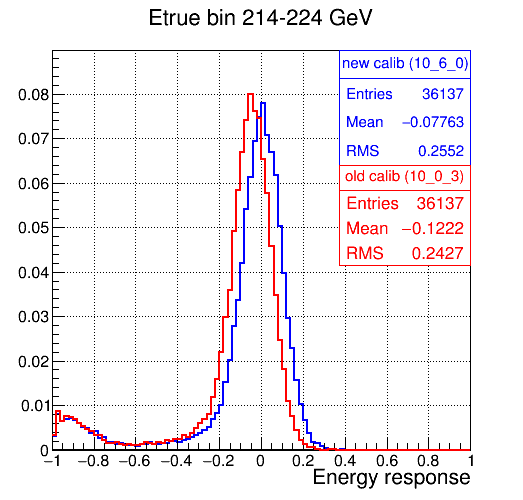 Etrue bin 214-224 GeV
new calib (10_6_0)
Entries 36137
Mean −0.07763
RMS 0.2552
old calib (10_0_3)
Entries 36137
Mean −0.1222
RMS 0.2427
0.08
0.07
0.06
0.05
0.04
0.03
0.02
0.01
0
−1 −0.8 −0.6 −0.4 −0.2 0 0.2 0.4 0.6 0.8 1
Energy response